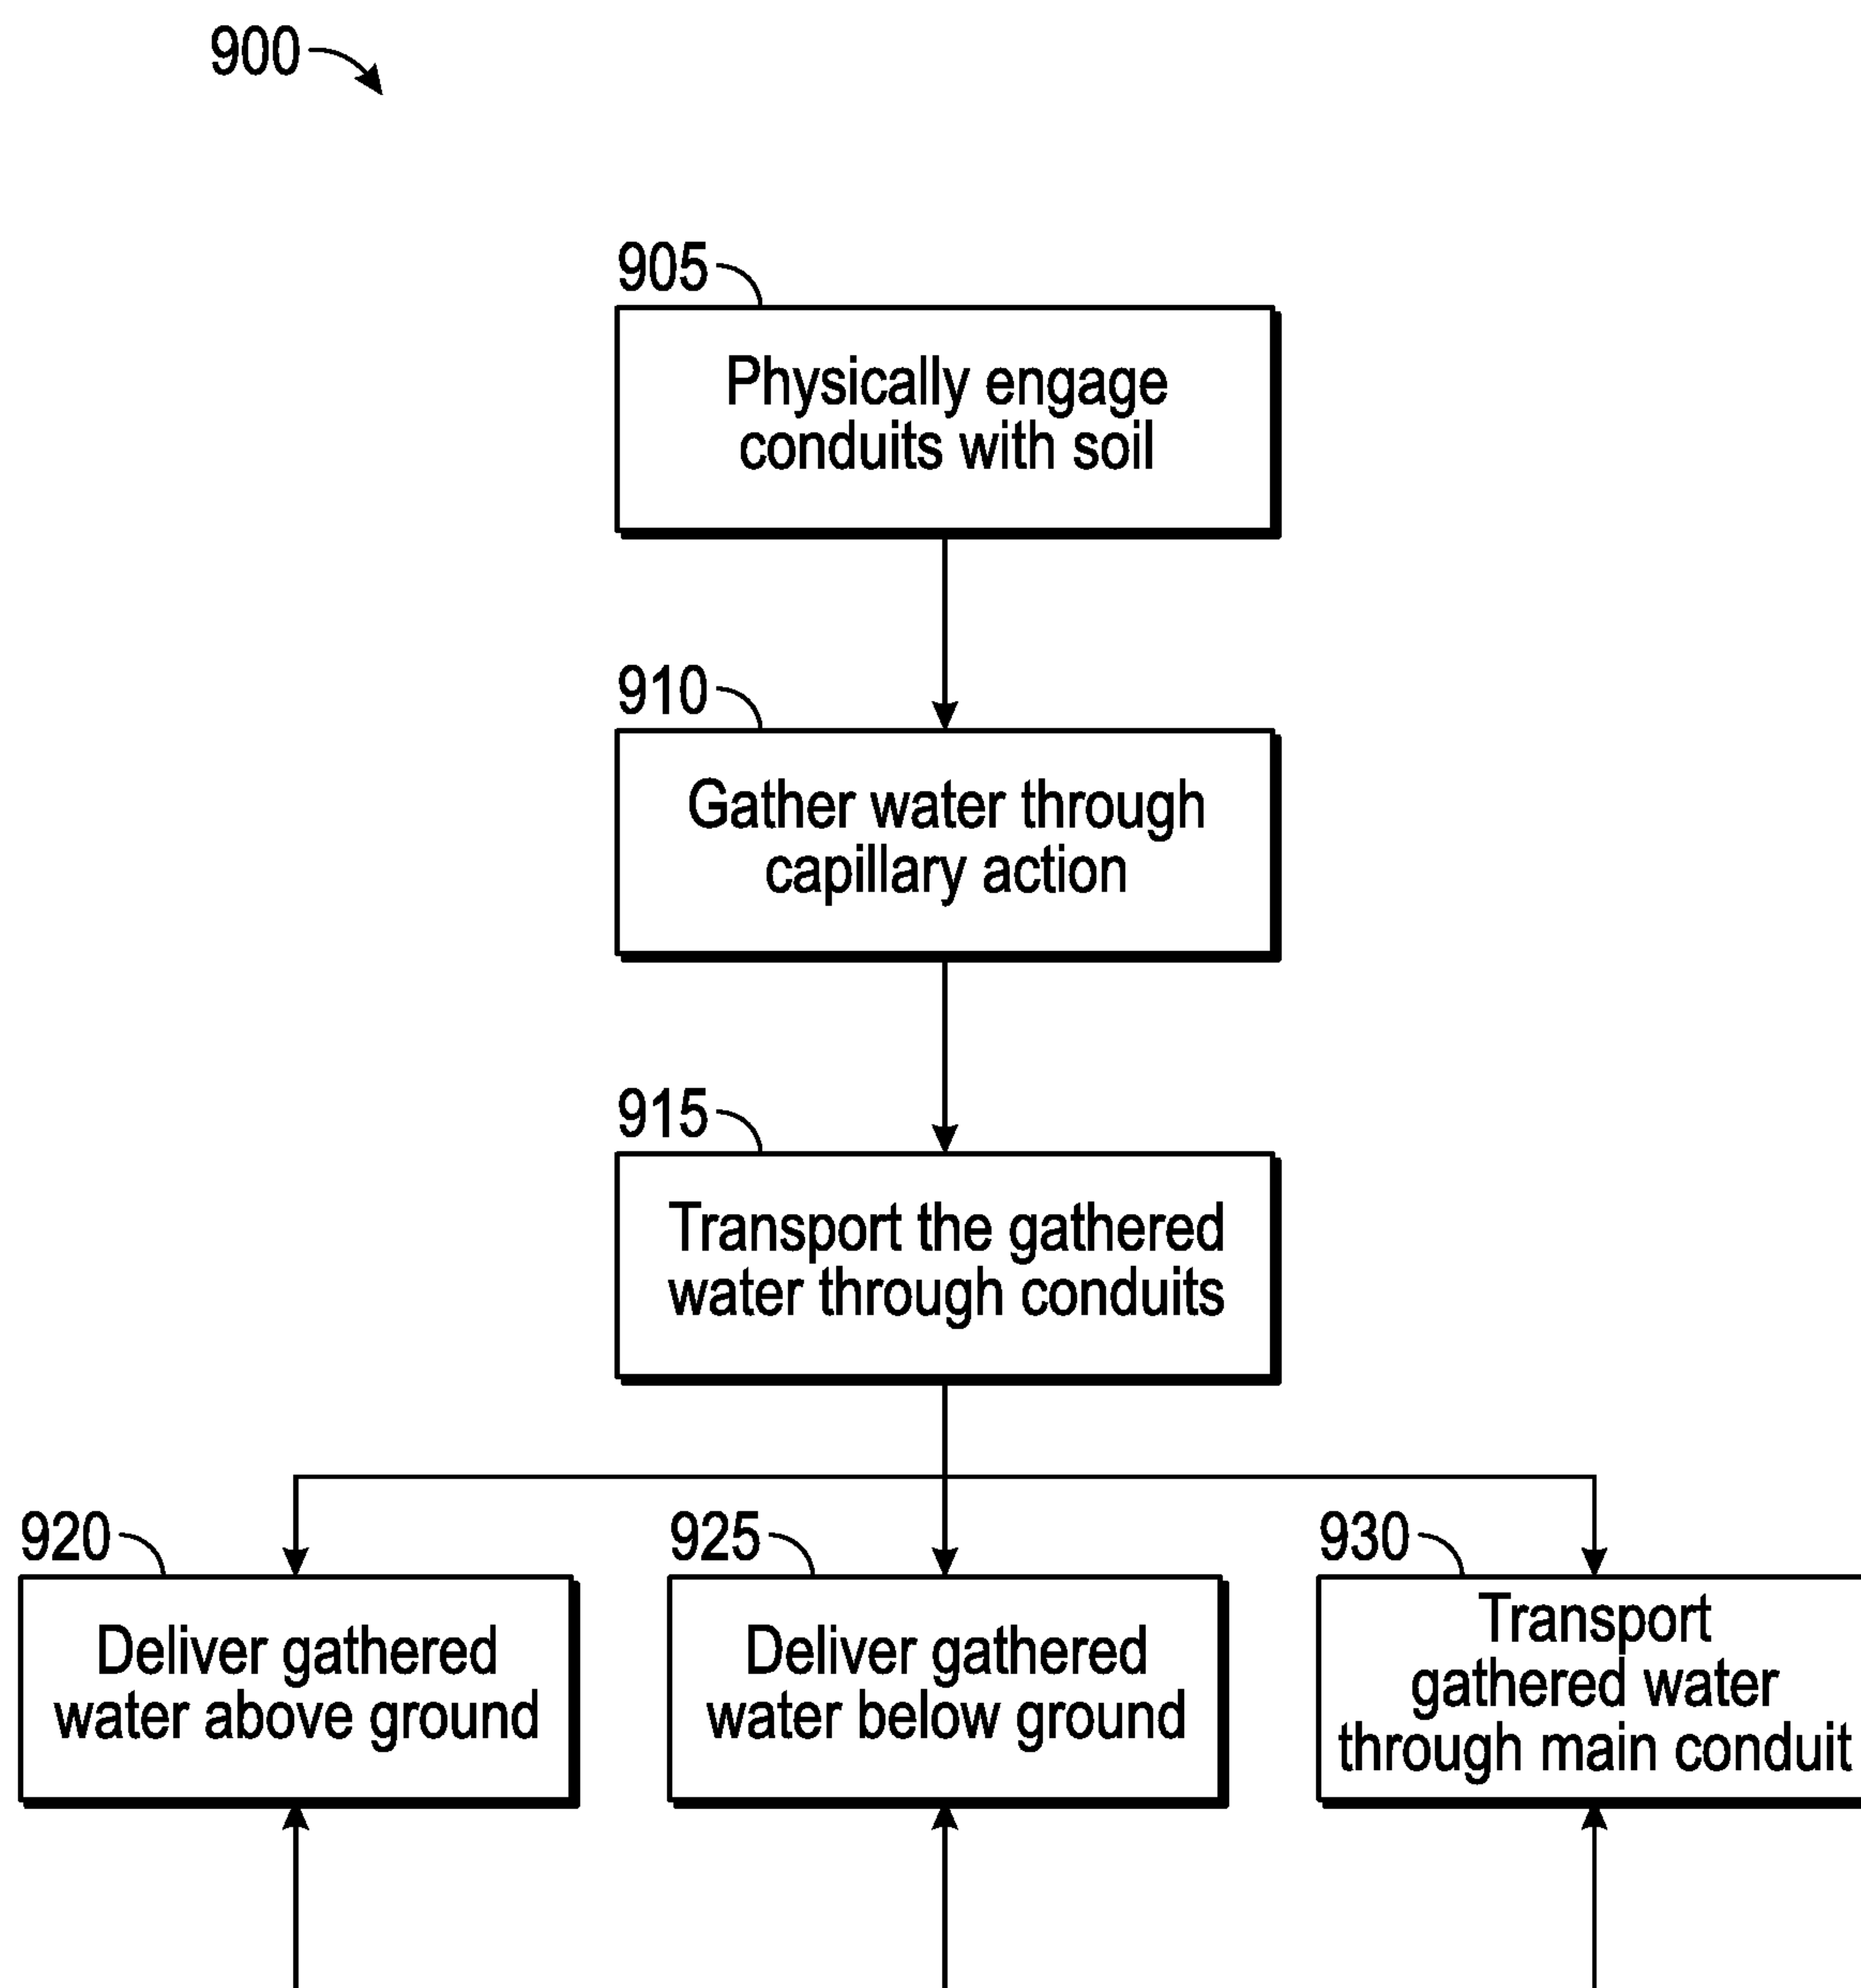 900
905
Physically engage
conduits with soil
910
Gather water through
capillary action
915
Transport the gathered
water through conduits
920
Deliver gathered
water above ground
925
Deliver gathered
water below ground
930
Transport
gathered water
through main conduit